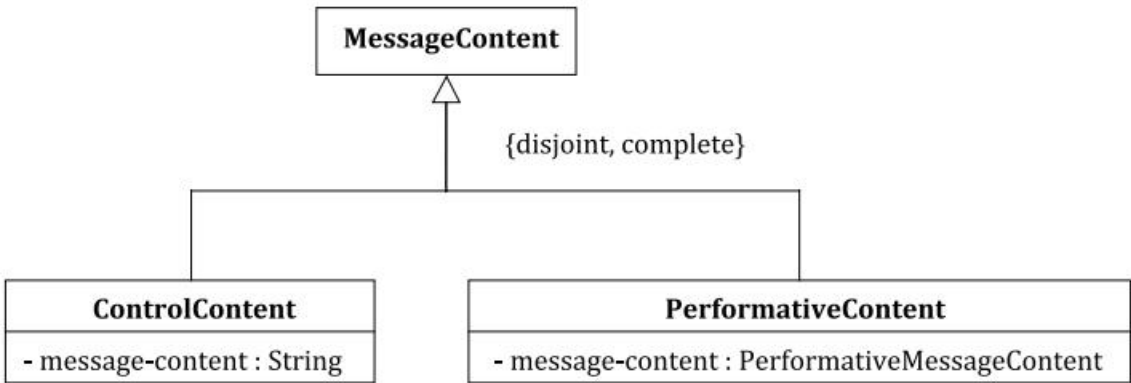 MessageContent
{disjoint, complete}
ControlContent
- message-content : String
PerformativeContent
- message-content : PerformativeMessageContent